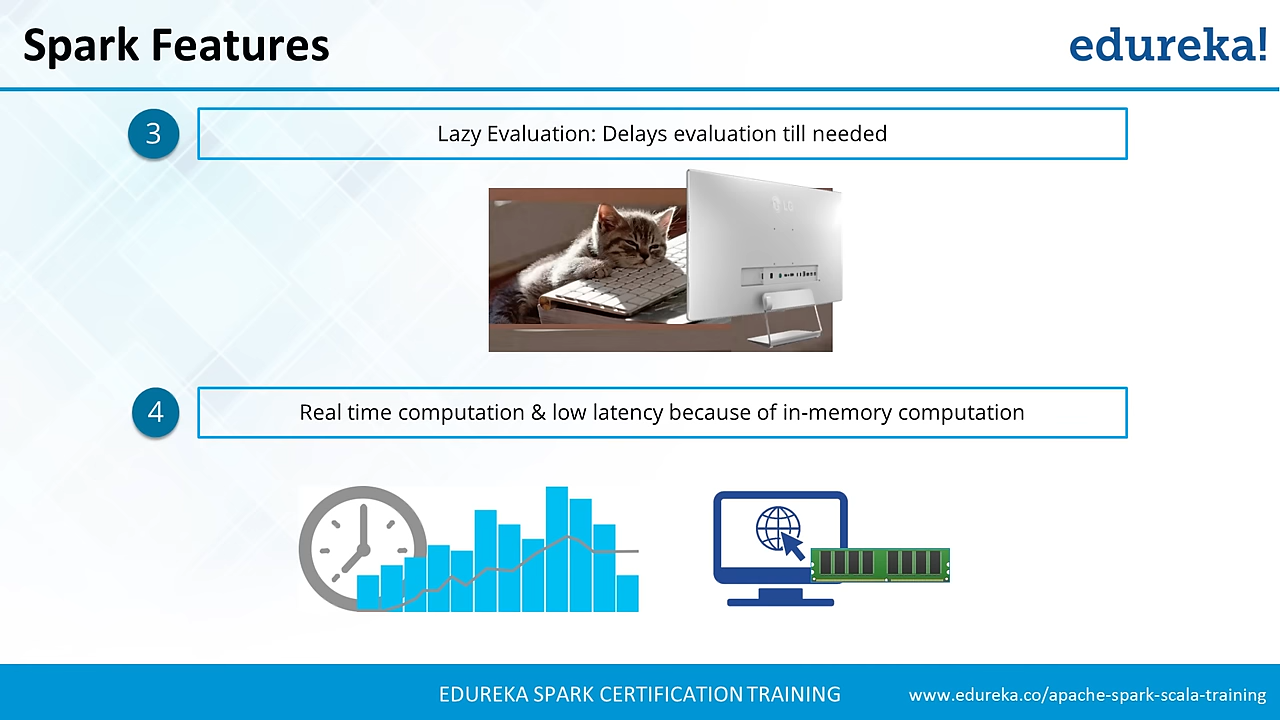 Spark Features
edureka!
3
Lazy Evaluation: Delays evaluation till needed
LG
4
Real time computation & low latency because of in-memory computation
EDUREKA SPARK CERTIFICATION TRAINING
www.edureka.co/apache-spark-scala-training